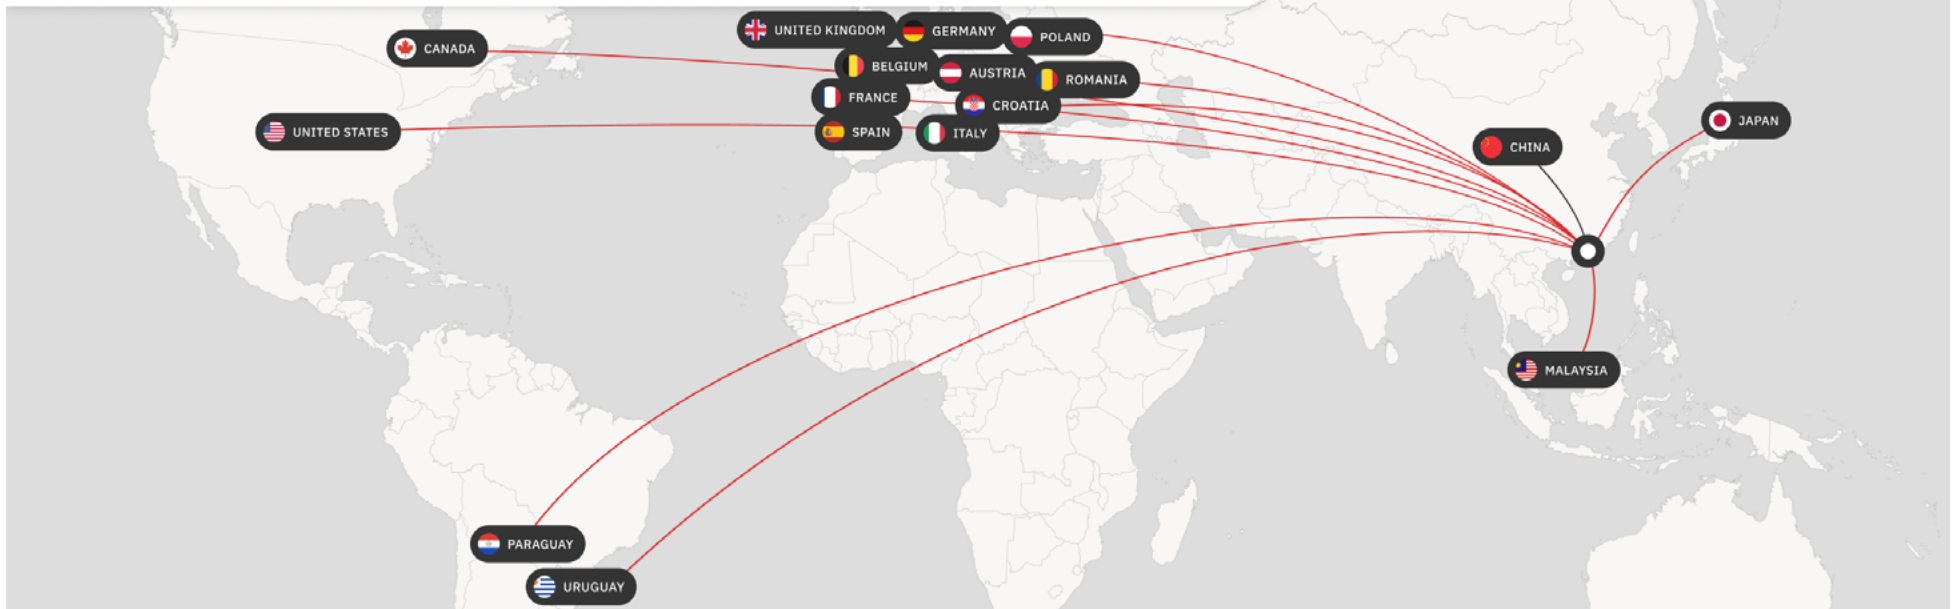 UNITED KINGDOM
GERMANY
POLAND
CANADA
BELGIUM
AUSTRIA
ROMANIA
FRANCE
CROATIA
UNITED STATES
SPAIN
ITALY
JAPAN
CHINA
MALAYSIA
PARAGUAY
URUGUAY